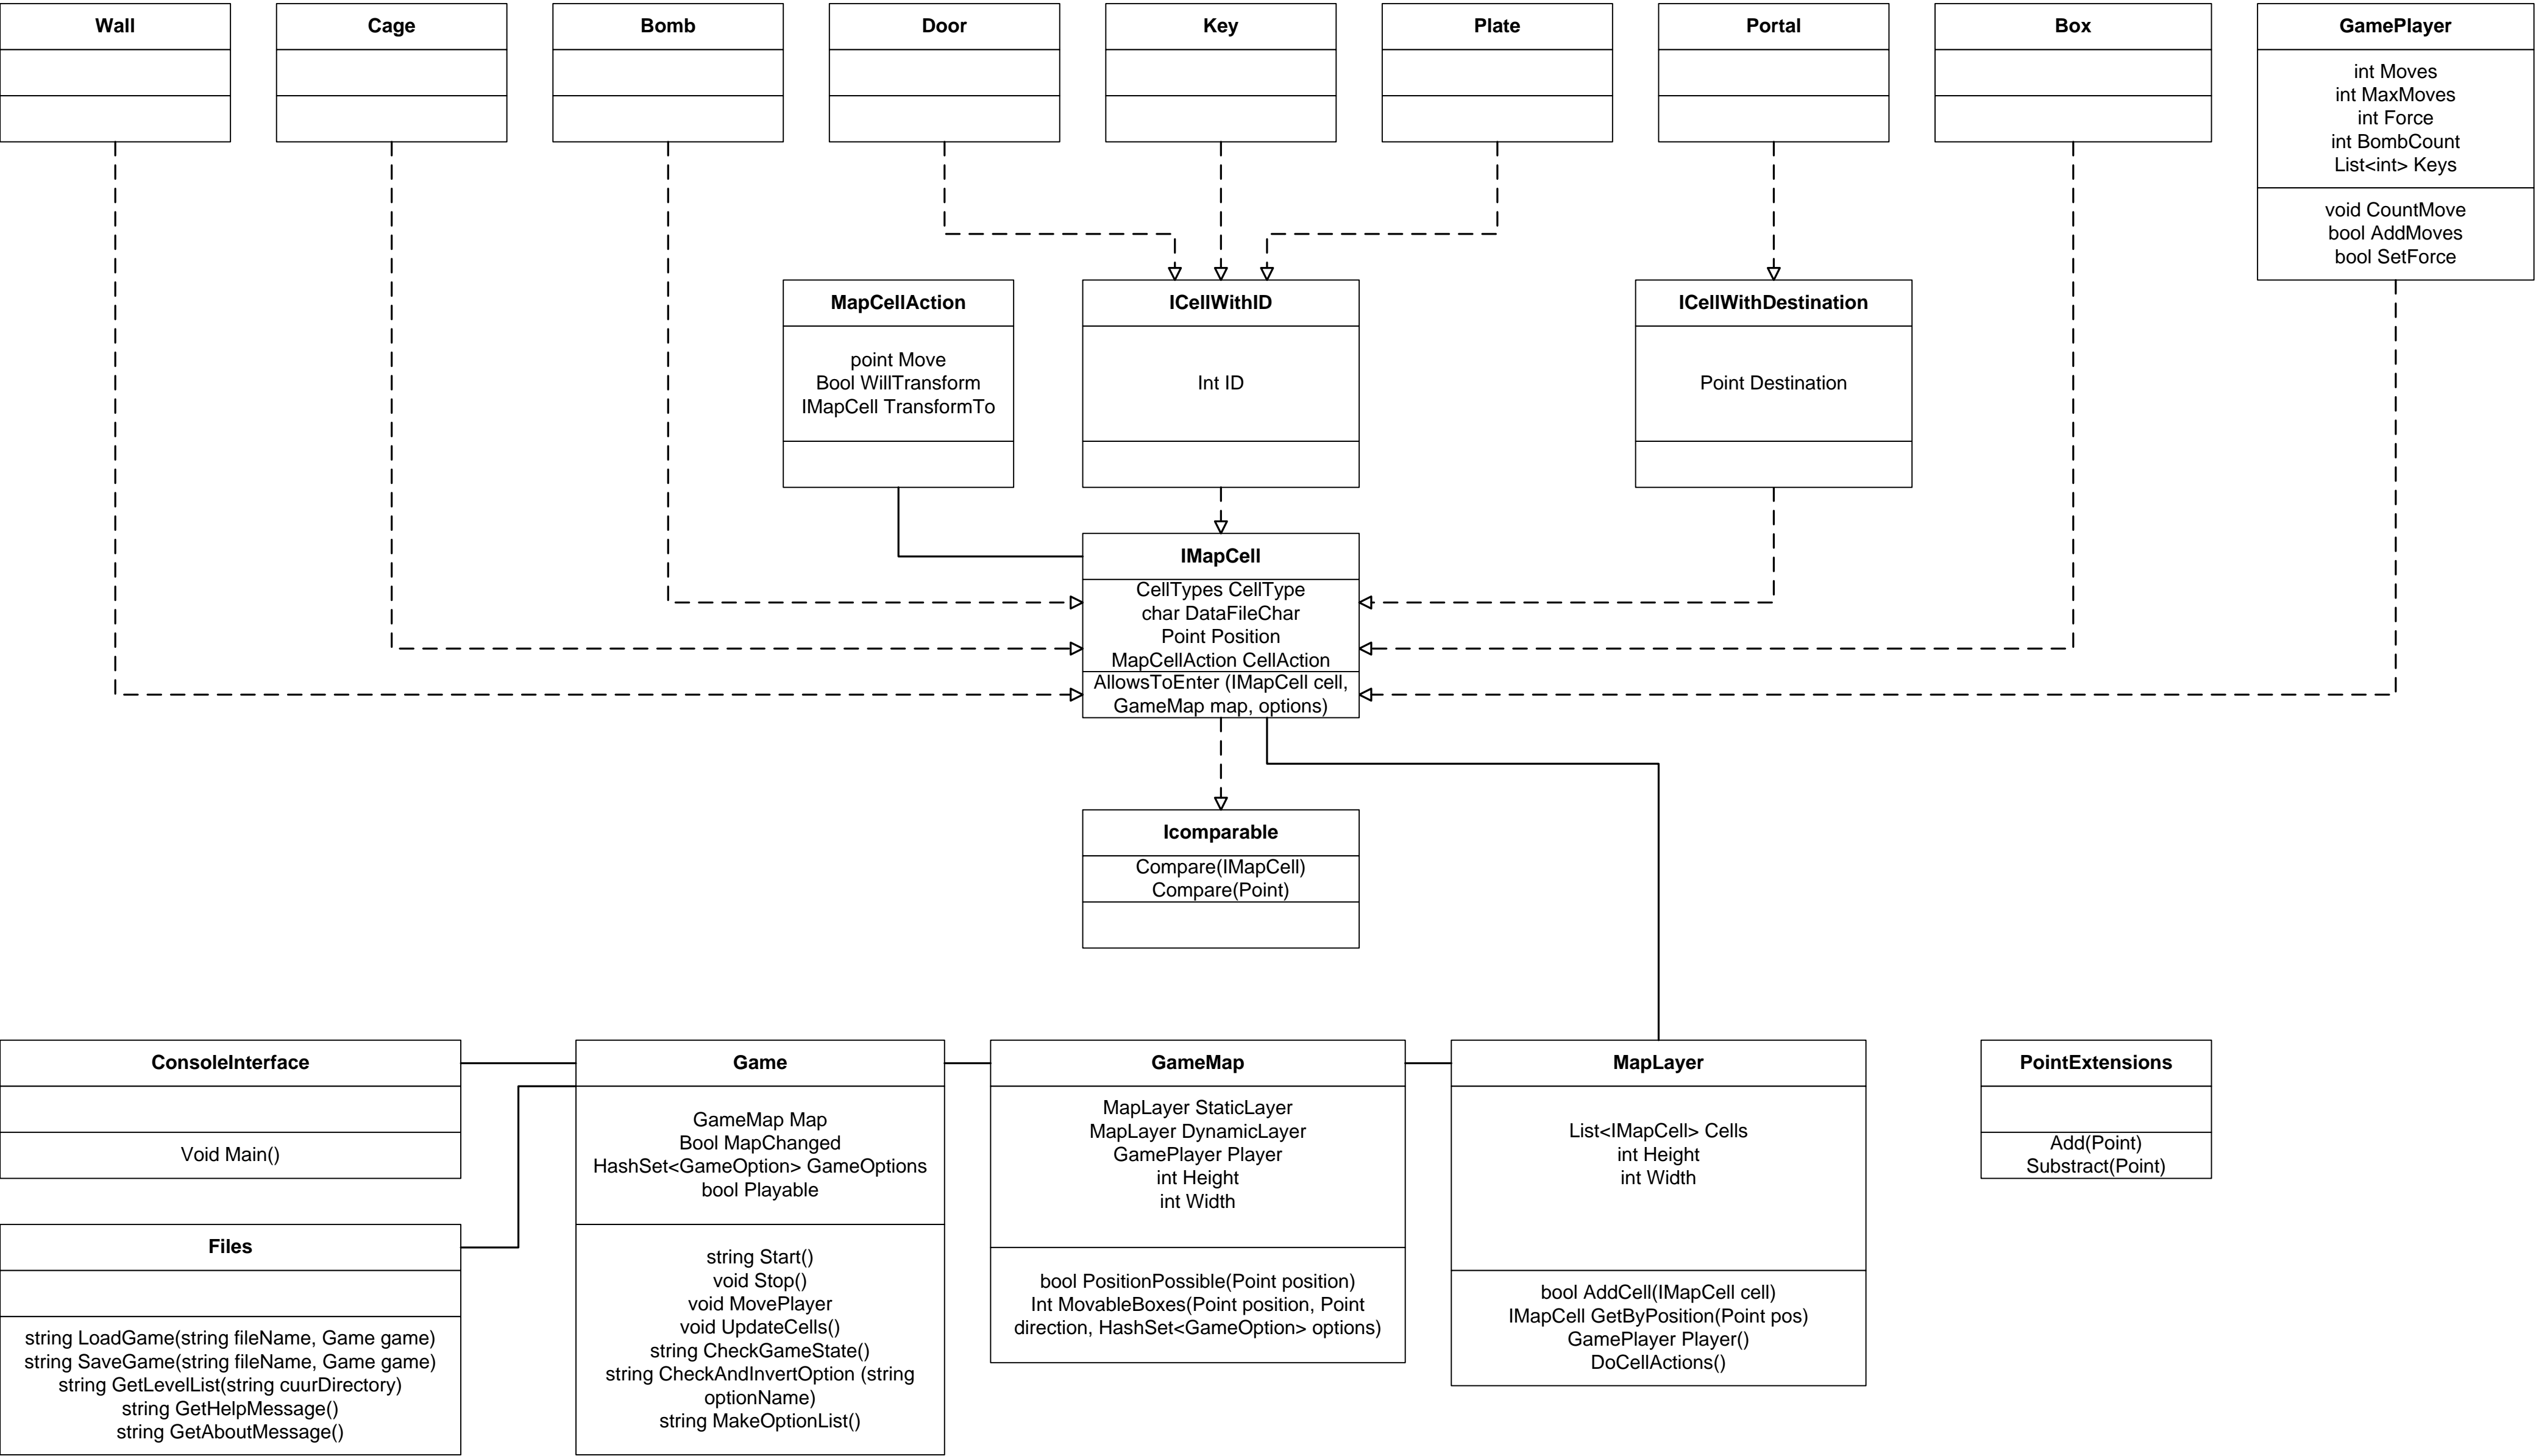 Wall
Cage
Bomb
Door
Key
Plate
Portal
Box
GamePlayer
int Moves
int MaxMoves
int Force
int BombCount
List<int> Keys
void CountMove
bool AddMoves
bool SetForce
MapCellAction
point Move
Bool WillTransform
IMapCell TransformTo
ICellWithID
Int ID
ICellWithDestination
Point Destination
IMapCell
CellTypes CellType
char DataFileChar
Point Position
MapCellAction CellAction
AllowsToEnter (IMapCell cell,
GameMap map, options)
Icomparable
Compare(IMapCell)
Compare(Point)
ConsoleInterface
Void Main()
Files
string LoadGame(string fileName, Game game)
string SaveGame(string fileName, Game game)
string GetLevelList(string cuurDirectory)
string GetHelpMessage()
string GetAboutMessage()
Game
GameMap Map
Bool MapChanged
HashSet<GameOption> GameOptions
bool Playable
string Start()
void Stop()
void MovePlayer
void UpdateCells()
string CheckGameState()
string CheckAndInvertOption (string
optionName)
string MakeOptionList()
GameMap
MapLayer StaticLayer
MapLayer DynamicLayer
GamePlayer Player
int Height
int Width
bool PositionPossible(Point position)
Int MovableBoxes(Point position, Point
direction, HashSet<GameOption> options)
MapLayer
List<IMapCell> Cells
int Height
int Width
bool AddCell(IMapCell cell)
IMapCell GetByPosition(Point pos)
GamePlayer Player()
DoCellActions()
PointExtensions
Add(Point)
Substract(Point)